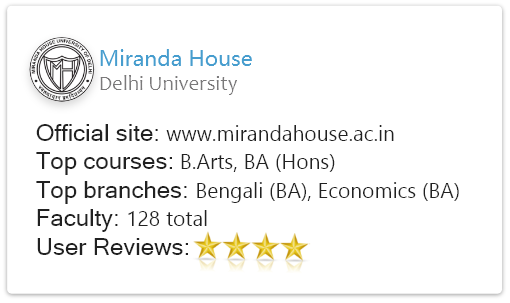 Miranda House
Delhi University
Official site: www.mirandahouse.ac.in
Top courses: B.Arts, BA (Hons)
Top branches: Bengali (BA), Economics (BA)
Faculty: 128 total
User Reviews: